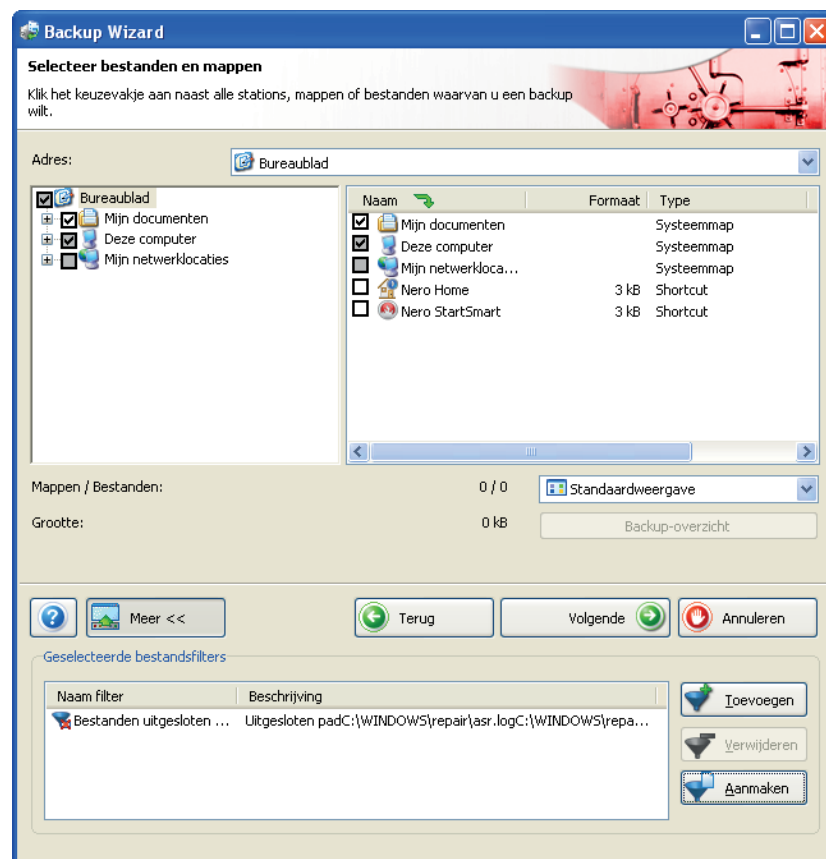 Backup Wizard
Selecteer bestanden en mappen
Klik het keuzevakje aan naast alle stations, mappen of bestanden waarvan u een backup
wilt.
Adres:
Bureaublad
Bureaublad
Mijn documenten
Deze computer
Mijn netwerklocaties
Naam Formaat Type
Mijn documenten Systeemmap
Deze computer Systeemmap
Mijn netwerkloca... Systeemmap
Nero Home 3 kB Shortcut
Nero StartSmart 3 kB Shortcut
Mappen / Bestanden: 0 / 0
Standaardweergave
Grootte: 0 kB
Backup-overzicht
Meer <<
Terug
Volgende
Annuleren
Geselecteerde bestandsfilters
Naam filter Beschrijving
Bestanden uitgesloten ... Uitgesloten padC:\WINDOWS\repair\asr.logC:\WINDOWS\repa...
Toevoegen
Verwijderen
Aanmaken